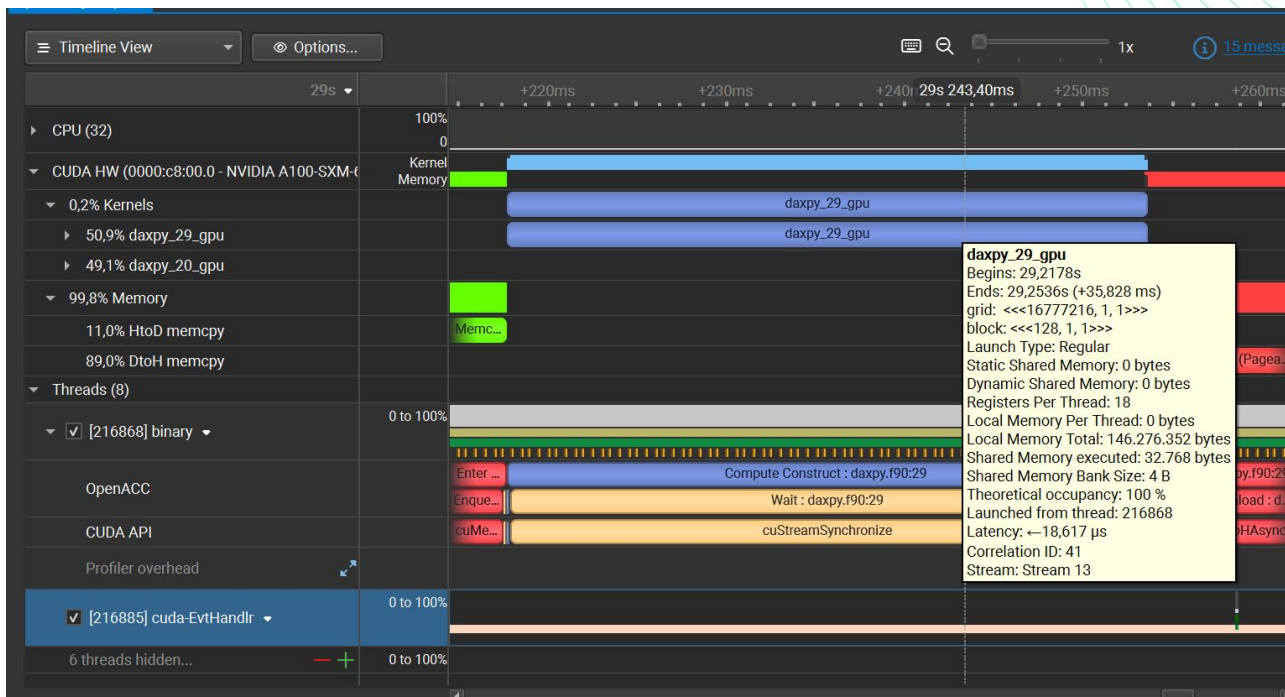 Timeline View
Options...
1x
15 messa
29s
+220ms
+230ms
+240
29s 243,40ms
+250ms
+260ms
CPU (32)
100%
0
CUDA HW (0000:c8:00.0 - NVIDIA A100-SXM-
Kernel
Memory
0,2% Kernels
daxpy_29_gpu
50,9% daxpy_29_gpu
daxpy_29_gpu
49,1% daxpy_20_gpu
99,8% Memory
11,0% HtoD memcpy
Memc...
89,0% DtoH memcpy
(Pagea.
Threads (8)
[216868] binary
0 to 100%
OpenACC
Enter ...
Compute Construct : daxpy.f90:29
py.f90:29
Enque...
Wait : daxpy.f90:29
load : d.
CUDA API
cuMe...
cuStreamSynchronize
HAsync
Profiler overhead
[216885] cuda-EvtHandlr
0 to 100%
6 threads hidden...
0 to 100%
daxpy_29_gpu
Begins: 29,2178s
Ends: 29,2536s (+35,828 ms)
grid: <<<16777216, 1, 1>>>
block: <<<128, 1, 1>>>
Launch Type: Regular
Static Shared Memory: 0 bytes
Dynamic Shared Memory: 0 bytes
Registers Per Thread: 18
Local Memory Per Thread: 0 bytes
Local Memory Total: 146.276.352 bytes
Shared Memory executed: 32.768 bytes
Shared Memory Bank Size: 4 B
Theoretical occupancy: 100 %
Launched from thread: 216868
Latency: ←18,617 μs
Correlation ID: 41
Stream: Stream 13